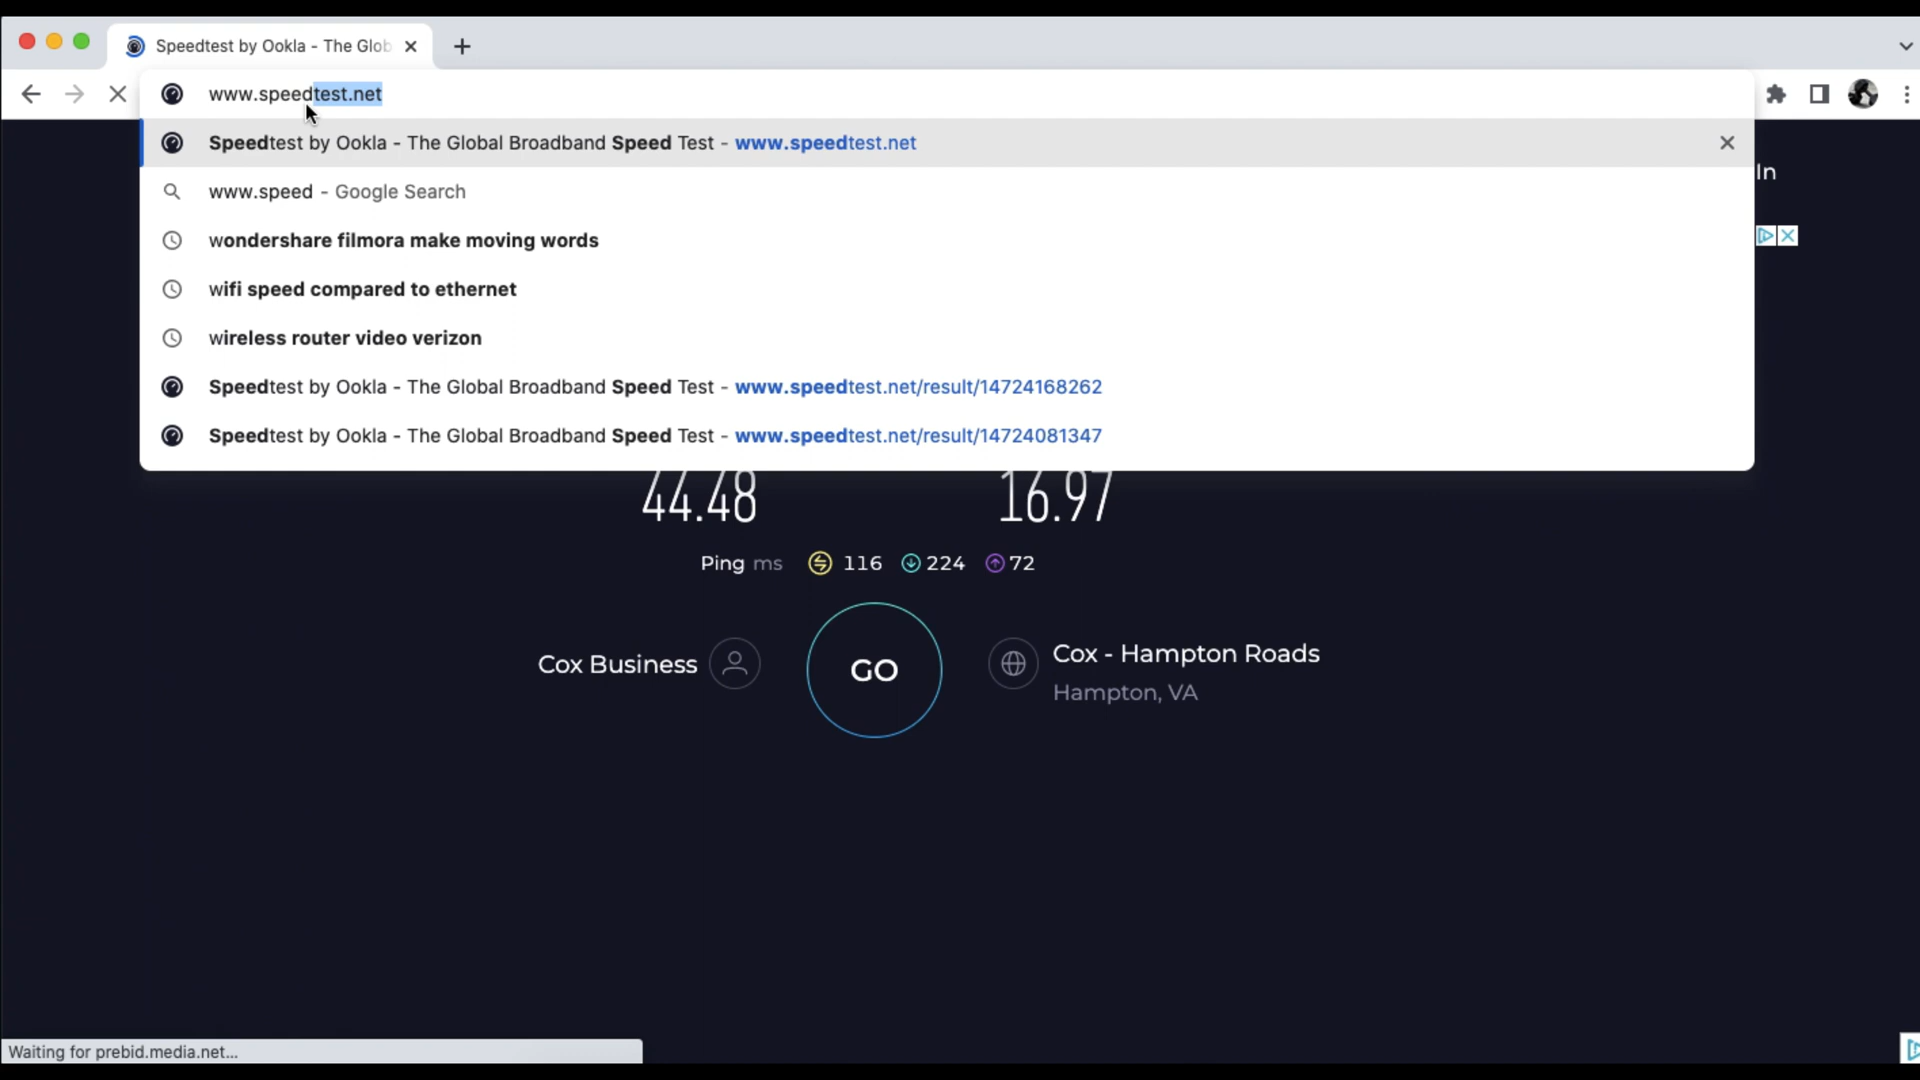 Speedtest by Ookla - The Glob
www.speedtest.net
Speedtest by Ookla - The Global Broadband Speed Test - www.speedtest.net
www.speed - Google Search
wondershare filmora make moving words
wifi speed compared to ethernet
wireless router video verizon
Speedtest by Ookla - The Global Broadband Speed Test - www.speedtest.net/result/14724168262
Speedtest by Ookla - The Global Broadband Speed Test - www.speedtest.net/result/14724081347
In
44.48 16.97
Ping ms 116 224 72
Cox Business
GO
Cox - Hampton Roads
Hampton, VA
Waiting for prebid.media.net...